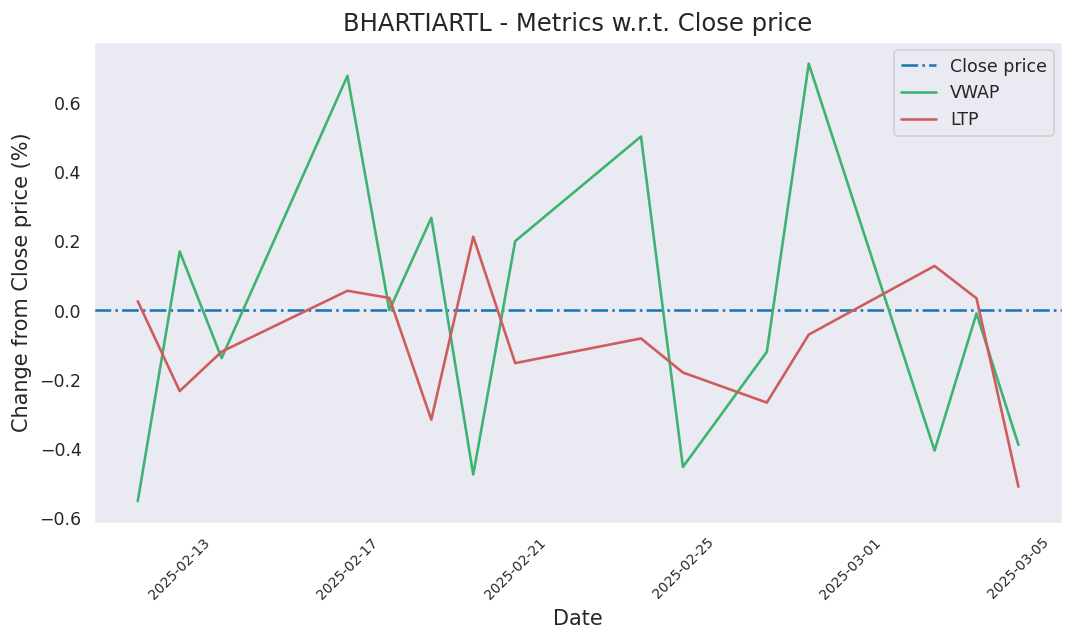 BHARTIARTL - Metrics w.r.t. Close price
Close price
VWAP
LTP
Change from Close price (%)
0.6
0.4
0.2
0.0
−0.2
−0.4
−0.6
2025-02-13
2025-02-17
2025-02-21
2025-02-25
2025-03-01
2025-03-05
Date